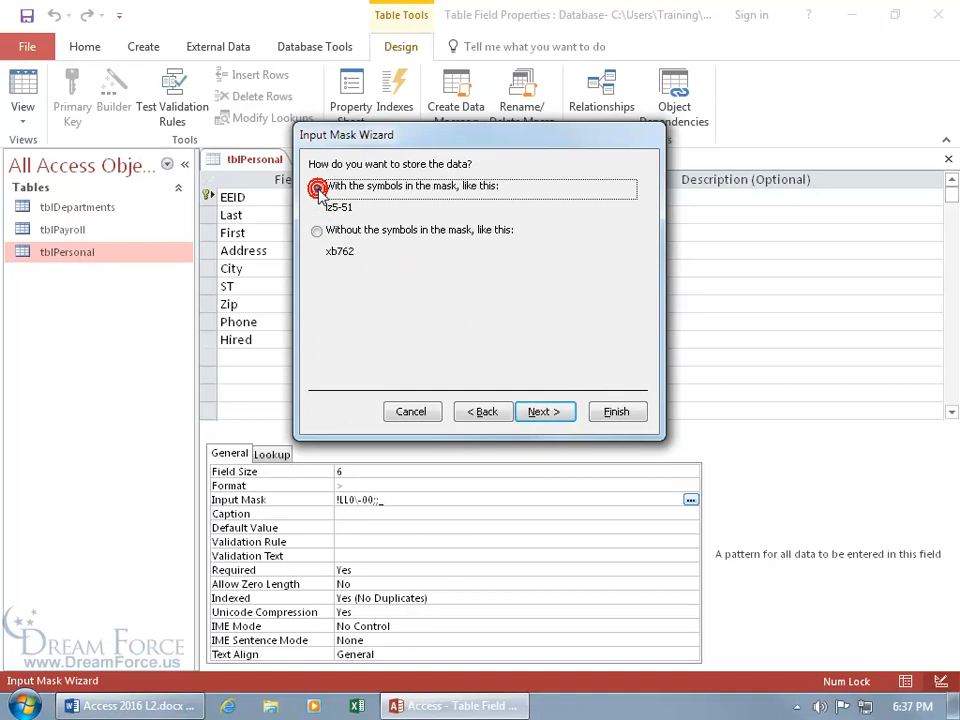 Table Tools
Table Field Properties : Database- C:\Users\Training\...
Sign in
?
File
Home
Create
External Data
Database Tools
Design
Tell me what you want to do
View
Primary Key
Builder
Test Validation Rules
Insert Rows
Delete Rows
Modify Lookups
Property
Indexes
Create Data
Rename/
Relationships
Object Dependencies
Views
Tools
Input Mask Wizard
All Access Obje...
Tables
tblDepartments
tblPayroll
tblPersonal
tblPersonal
Description (Optional)
EEID
Last
First
Address
City
ST
Zip
Phone
Hired
How do you want to store the data?
With the symbols in the mask, like this:
lz5-51
Without the symbols in the mask, like this:
xb762
Cancel
< Back
Next >
Finish
General
Lookup
Field Size 6
Format >
Input Mask !LL0\-00;;_
Caption
Default Value
Validation Rule
Validation Text
Required Yes
Allow Zero Length No
Indexed Yes (No Duplicates)
Unicode Compression Yes
IME Mode No Control
IME Sentence Mode None
Text Align General
A pattern for all data to be entered in this field
DREAM FORCE
www.DreamForce.us
Input Mask Wizard
Num Lock
Access 2016 L2.docx ...
Access - Table Field ...
6:37 PM